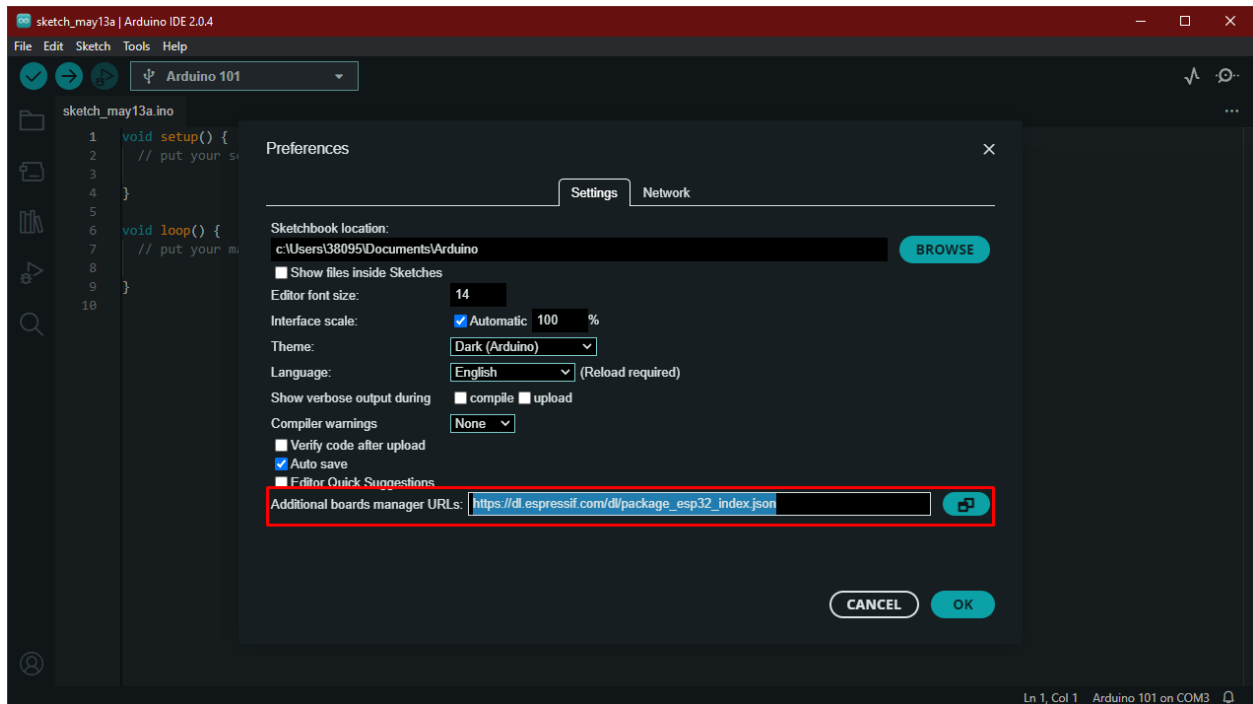 sketch_may13a | Arduino IDE 2.0.4
File Edit Sketch Tools Help
Arduino 101
sketch_may13a.ino
1 void setup() {
2 // put your s
3
4 }
5
6 void loop() {
7 // put your m
8
9 }
10
Preferences
Settings Network
Sketchbook location:
c:\Users\38095\Documents\Arduino BROWSE
Show files inside Sketches
Editor font size: 14
Interface scale: Automatic 100 %
Theme: Dark (Arduino)
Language: English (Reload required)
Show verbose output during compile upload
Compiler warnings None
Verify code after upload
Auto save
Editor Quick Suggestions
Additional boards manager URLs: https://dl.espressif.com/dl/package_esp32_index.json
CANCEL OK
Ln 1, Col 1 Arduino 101 on COM3